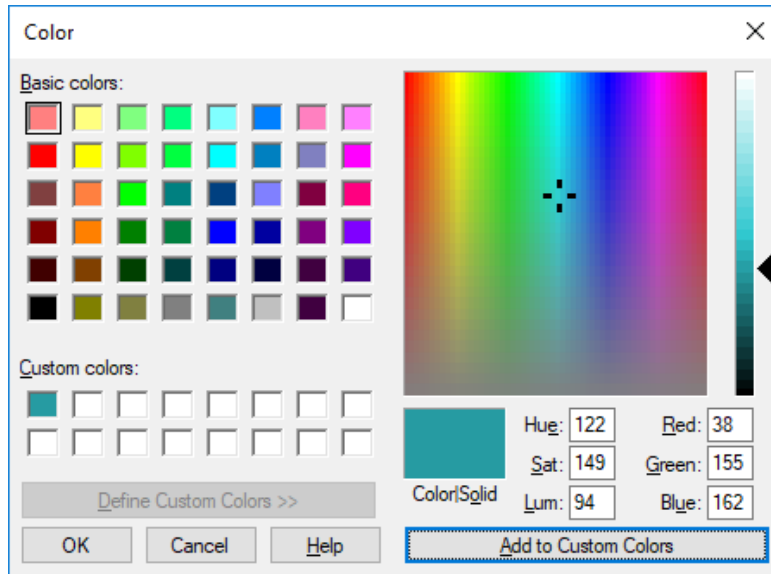 Color
Basic colors:
Custom colors:
Define Custom Colors >>
OK Cancel Help
Color|Solid
Hue: 122 Red: 38
Sat: 149 Green: 155
Lum: 94 Blue: 162
Add to Custom Colors